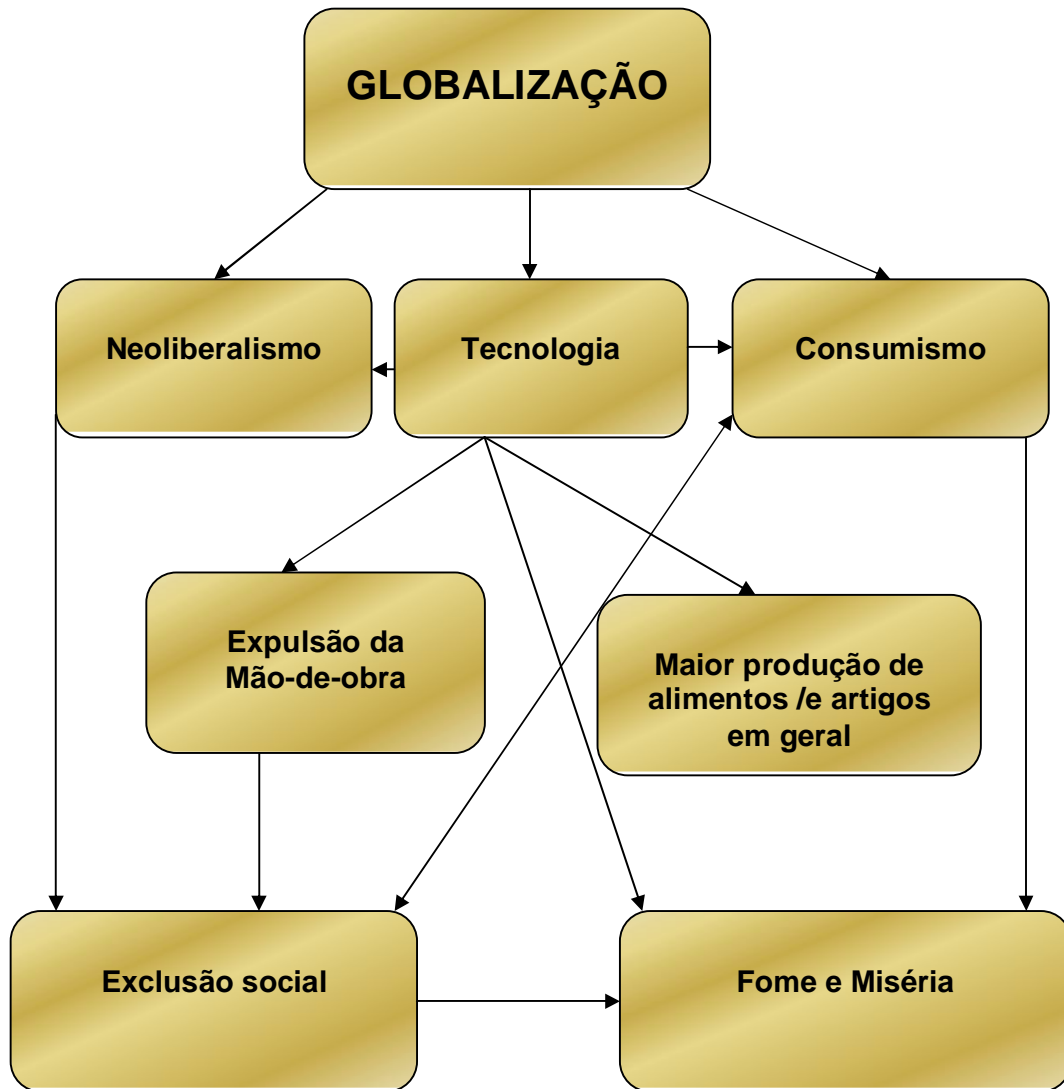 GLOBALIZAÇÃO
Neoliberalismo
Tecnologia
Consumismo
Expulsão da
Mão-de-obra
Maior produção de
alimentos /e artigos
em geral
Exclusão social
Fome e Miséria